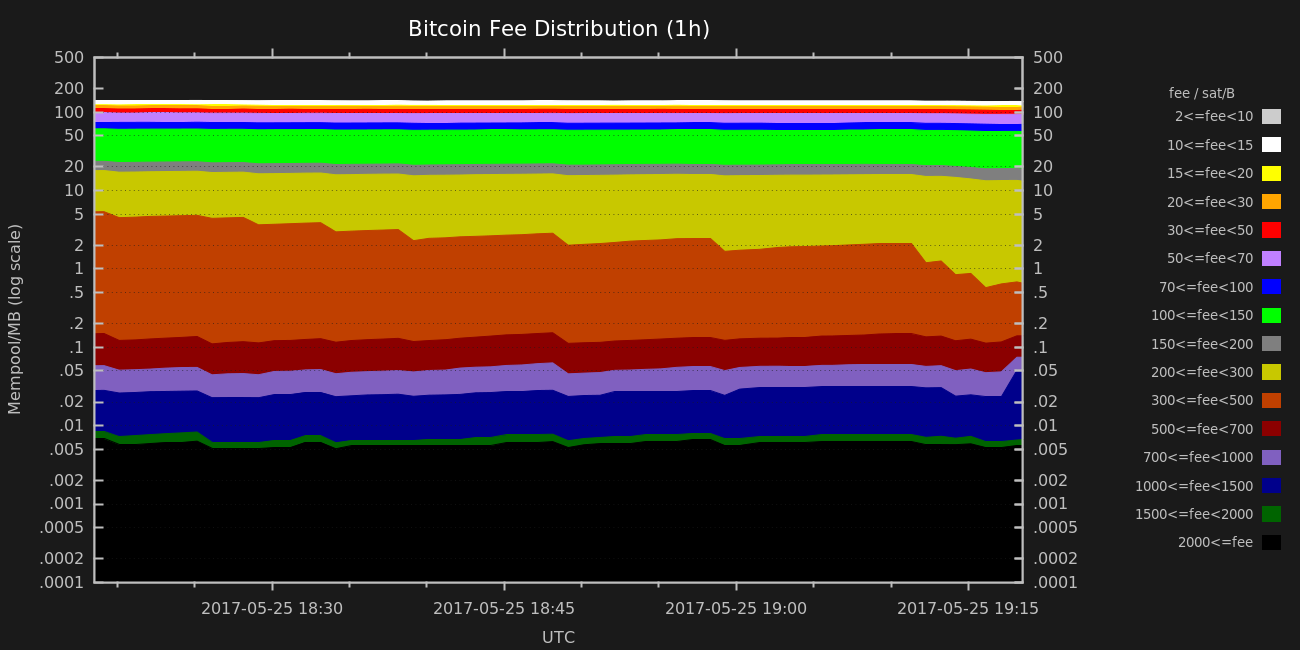 Bitcoin Fee Distribution (1h)
500
200
100
50
20
10
5
2
1
.5
.2
.1
.05
.02
.01
.005
.002
.001
.0005
.0002
.0001
Mempool/MB (log scale)
500
200
100
50
20
10
5
2
1
.5
.2
.1
.05
.02
.01
.005
.002
.001
.0005
.0002
.0001
2017-05-25 18:30
2017-05-25 18:45
2017-05-25 19:00
2017-05-25 19:15
UTC
fee / sat/B
2<=fee<10
10<=fee<15
15<=fee<20
20<=fee<30
30<=fee<50
50<=fee<70
70<=fee<100
100<=fee<150
150<=fee<200
200<=fee<300
300<=fee<500
500<=fee<700
700<=fee<1000
1000<=fee<1500
1500<=fee<2000
2000<=fee